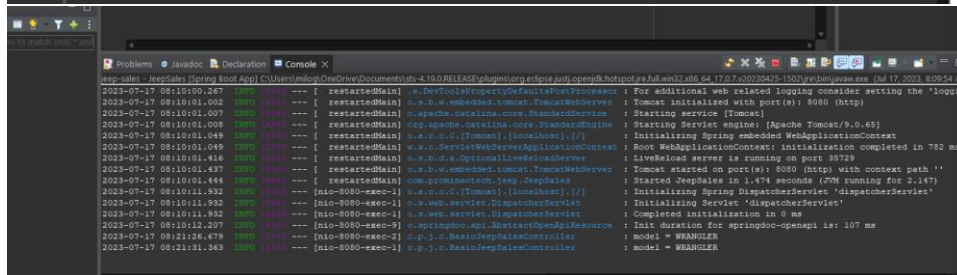 Problems Javadoc Declaration Console
jeep-sales - JeepSales [Spring Boot App] C:\Users\milog\OneDrive\Documents\sts-4.19.0.RELEASE\plugins\org.eclipse.justj.openjdk.hotspot.jre.full.win32.x86_64_17.0.7.v20230425-1502\jre\bin\javaw.exe (Jul 17, 2023, 8:09:54
2023-07-17 08:10:00.267 INFO --- [ restartedMain] .e.DevToolsPropertyDefaultsPostProcessor : For additional web related logging consider setting the 'loggi
2023-07-17 08:10:01.002 INFO --- [ restartedMain] o.s.b.w.embedded.tomcat.TomcatWebServer : Tomcat initialized with port(s): 8080 (http)
2023-07-17 08:10:01.007 INFO --- [ restartedMain] o.apache.catalina.core.StandardService : Starting service [Tomcat]
2023-07-17 08:10:01.008 INFO --- [ restartedMain] org.apache.catalina.core.StandardEngine : Starting Servlet engine: [Apache Tomcat/9.0.65]
2023-07-17 08:10:01.049 INFO --- [ restartedMain] o.a.c.c.C.[Tomcat].[localhost].[/] : Initializing Spring embedded WebApplicationContext
2023-07-17 08:10:01.049 INFO --- [ restartedMain] w.s.c.ServletWebServerApplicationContext : Root WebApplicationContext: initialization completed in 782 ms
2023-07-17 08:10:01.416 INFO --- [ restartedMain] o.s.b.d.a.OptionalLiveReloadServer : LiveReload server is running on port 35729
2023-07-17 08:10:01.437 INFO --- [ restartedMain] o.s.b.w.embedded.tomcat.TomcatWebServer : Tomcat started on port(s): 8080 (http) with context path ''
2023-07-17 08:10:01.444 INFO --- [ restartedMain] com.promineotech.jeep.JeepSales : Started JeepSales in 1.474 seconds (JVM running for 2.147)
2023-07-17 08:10:11.932 INFO --- [nio-8080-exec-1] o.a.c.c.C.[Tomcat].[localhost].[/] : Initializing Spring DispatcherServlet 'dispatcherServlet'
2023-07-17 08:10:11.932 INFO --- [nio-8080-exec-1] o.s.web.servlet.DispatcherServlet : Initializing Servlet 'dispatcherServlet'
2023-07-17 08:10:11.932 INFO --- [nio-8080-exec-1] o.s.web.servlet.DispatcherServlet : Completed initialization in 0 ms
2023-07-17 08:10:12.207 INFO --- [nio-8080-exec-9] o.springdoc.api.AbstractOpenApiResource : Init duration for springdoc-openapi is: 107 ms
2023-07-17 08:21:26.679 INFO --- [nio-8080-exec-2] c.p.j.c.BasicJeepSalesController : model = WRANGLER
2023-07-17 08:21:31.363 INFO --- [nio-8080-exec-1] c.p.j.c.BasicJeepSalesController : model = WRANGLER